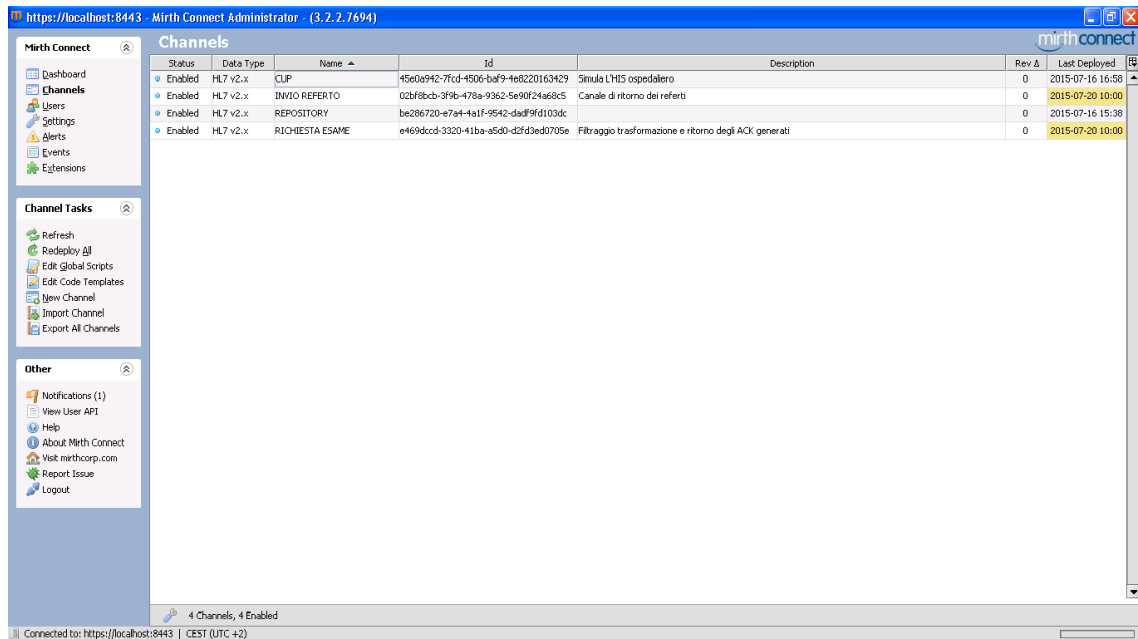 https://localhost:8443 - Mirth Connect Administrator - (3.2.2.7694)
Mirth Connect
Dashboard
Channels
Users
Settings
Alerts
Events
Extensions
Channel Tasks
Refresh
Redeploy All
Edit Global Scripts
Edit Code Templates
New Channel
Import Channel
Export All Channels
Other
Notifications (1)
View User API
Help
About Mirth Connect
Visit mirthcorp.com
Report Issue
Logout
Channels
mirthconnect
Status Data Type Name Id Description Rev Δ Last Deployed
Enabled HL7 v2.x CUP 45e0a942-7fcd-4506-baf9-4e8220163429 Simula L'HIS ospedaliero 0 2015-07-16 16:58
Enabled HL7 v2.x INVIO REFERTO 02bf8bcb-3f9b-478a-9362-5e90f24a68c5 Canale di ritorno dei referti 0 2015-07-20 10:00
Enabled HL7 v2.x REPOSITORY be286720-e7a4-4a1f-9542-dadf9fd103dc 0 2015-07-16 15:38
Enabled HL7 v2.x RICHIESTA ESAME e469dccd-3320-41ba-a5d0-d2fd3ed0705e Filtraggio trasformazione e ritorno degli ACK generati 0 2015-07-20 10:00
4 Channels, 4 Enabled
Connected to: https://localhost:8443 | CEST (UTC +2)